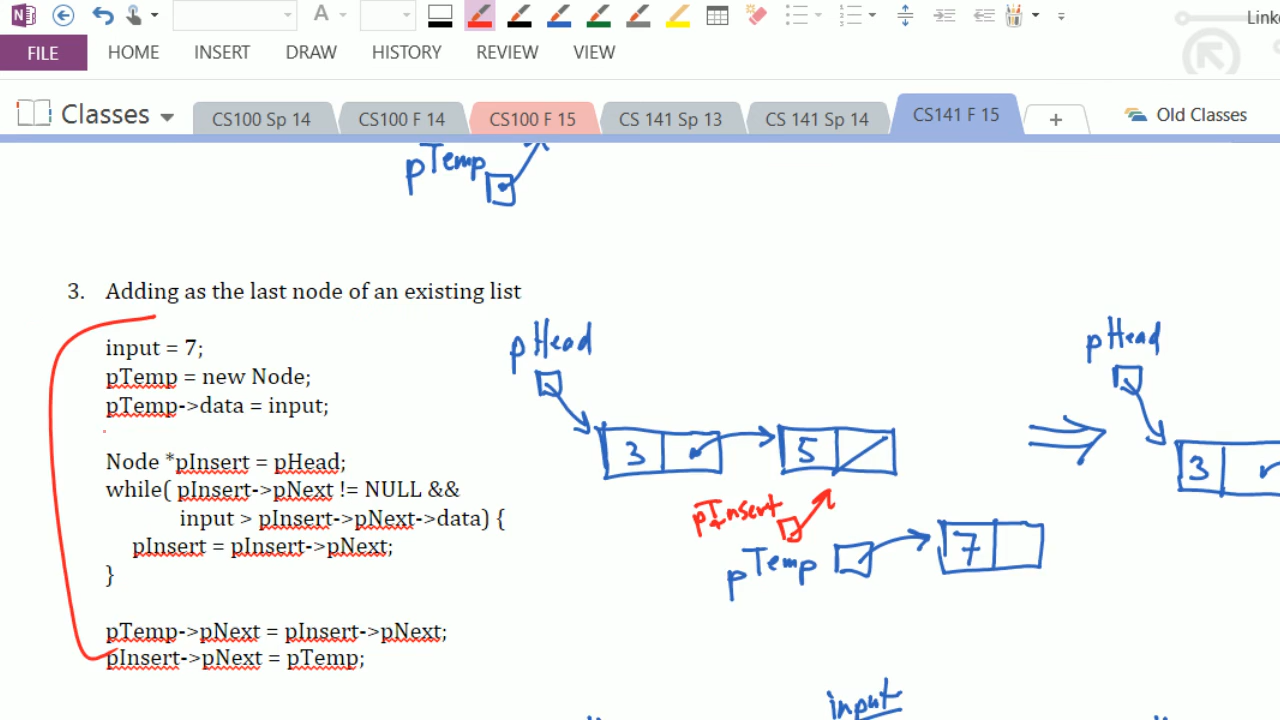 Linke
FILE HOME INSERT DRAW HISTORY REVIEW VIEW
Classes CS100 Sp 14 CS100 F 14 CS100 F 15 CS 141 Sp 13 CS 141 Sp 14 CS141 F 15 + Old Classes
pTemp
3. Adding as the last node of an existing list
input = 7;
pTemp = new Node;
pTemp->data = input;
Node *pInsert = pHead;
while( pInsert->pNext != NULL &&
input > pInsert->pNext->data) {
pInsert = pInsert->pNext;
}
pTemp->pNext = pInsert->pNext;
pInsert->pNext = pTemp;
pHead
3 5
pInsert
pTemp 7
pHead
3
input